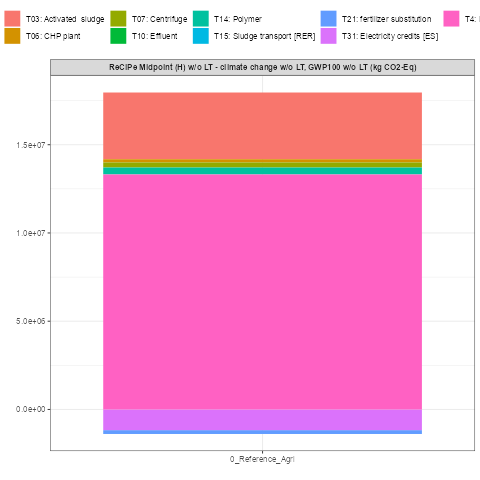 T03: Activated  sludge
T07: Centrifuge
T14: Polymer
T21: fertilizer substitution
T4:
T06: CHP plant
T10: Effluent
T15: Sludge transport [RER]
T31: Electricity credits [ES]
ReCiPe Midpoint (H) w/o LT - climate change w/o LT, GWP100 w/o LT (kg CO2-Eq)
1.5e+07
1.0e+07
5.0e+06
0.0e+00
0_Reference_Agri